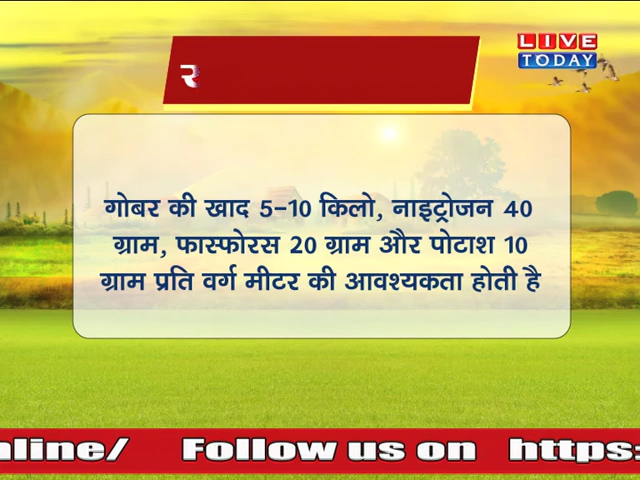 LIVE
TODAY
र
गोबर की खाद 5-10 किलो, नाइट्रोजन 40
ग्राम, फास्फोरस 20 ग्राम और पोटाश 10
ग्राम प्रति वर्ग मीटर की आवश्यकता होती है
nline/ Follow us on https: